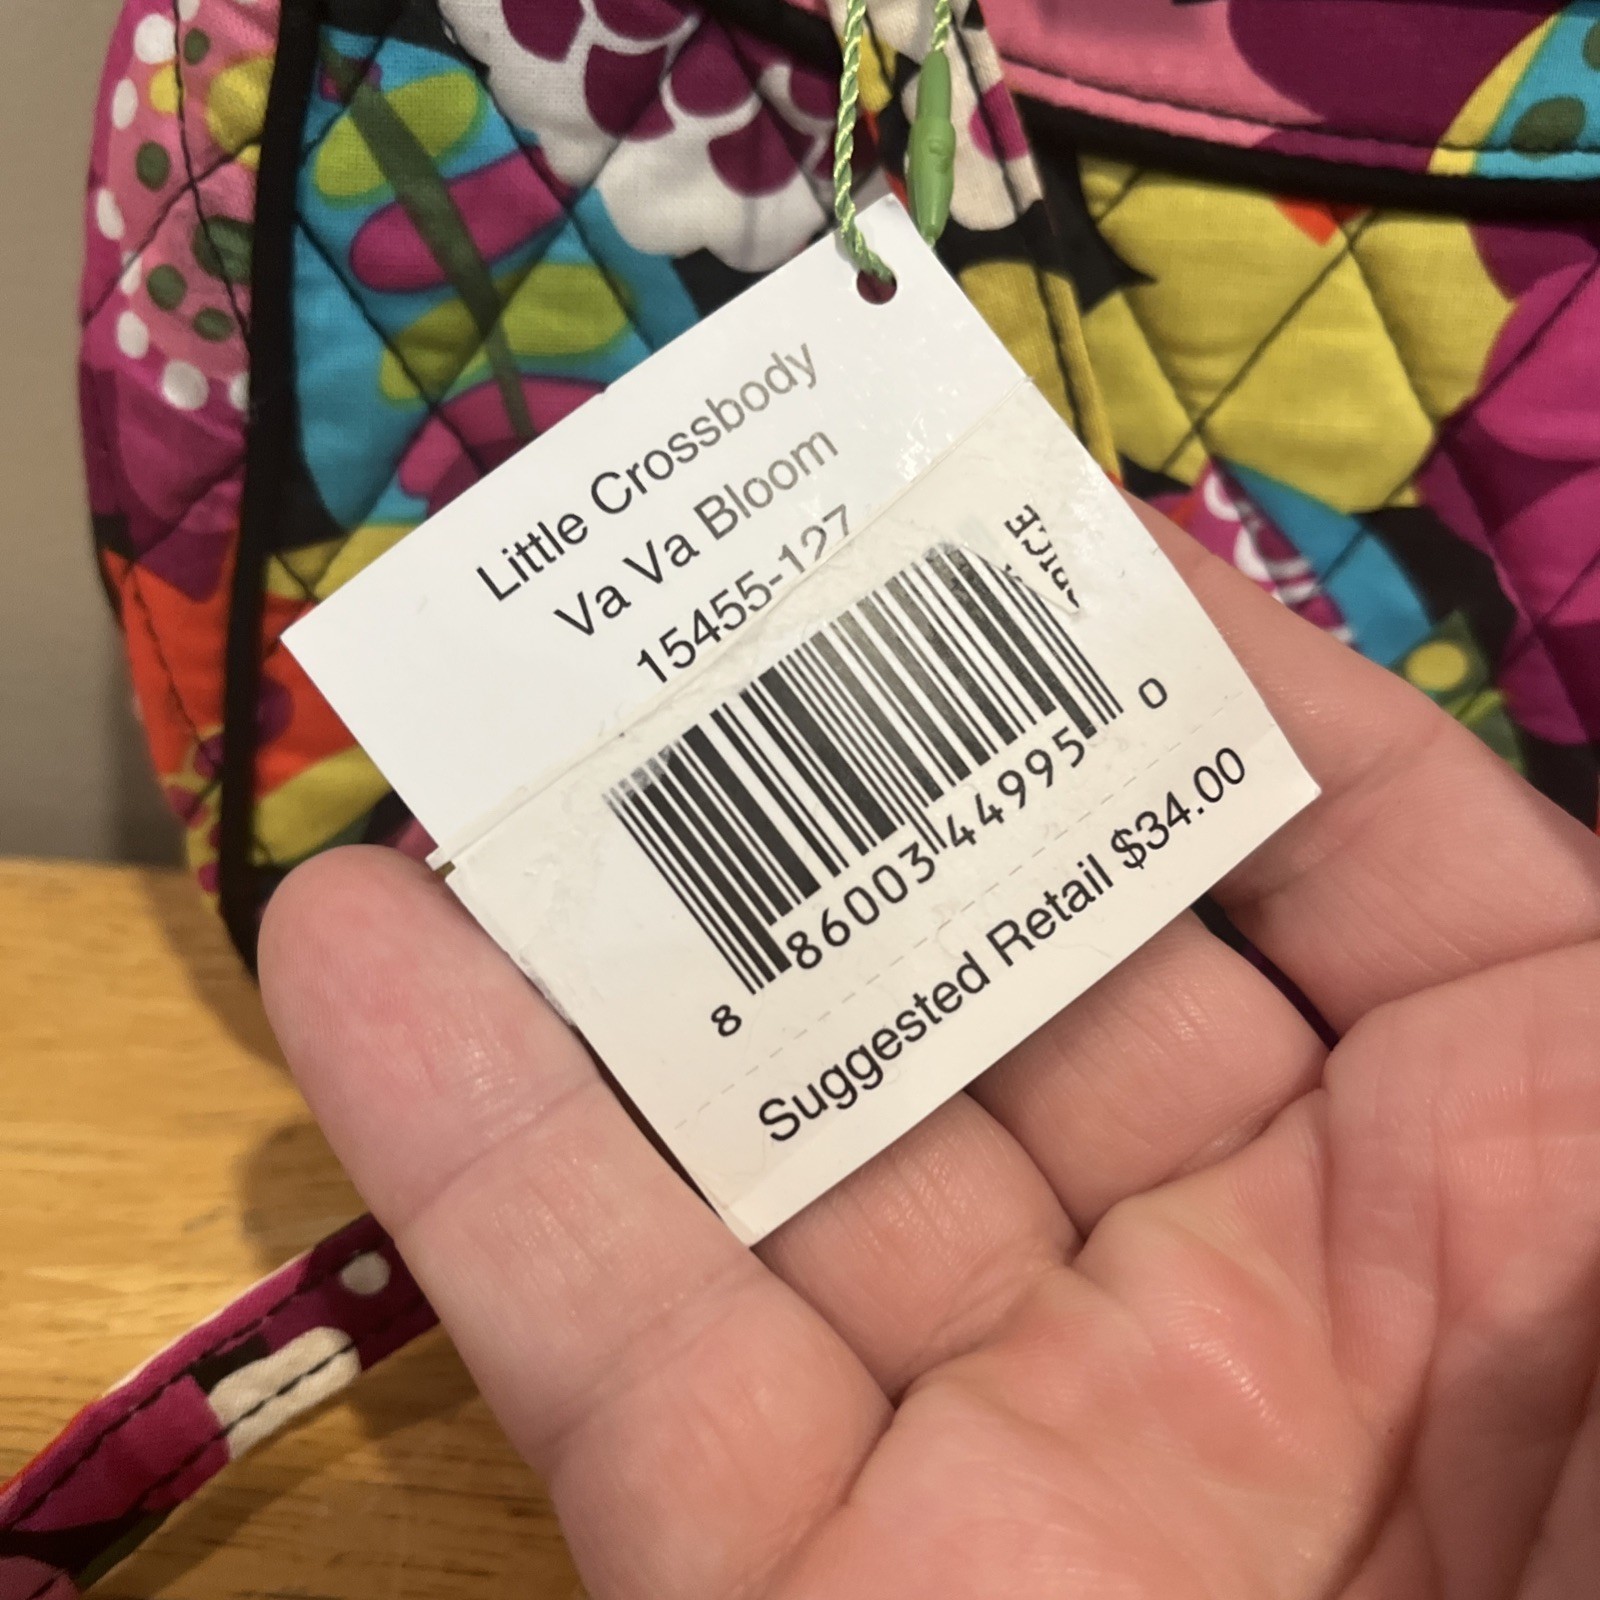 Little Crossbody
Va Va Bloom
15455-127
8 86003 44995 0
Suggested Retail $34.00